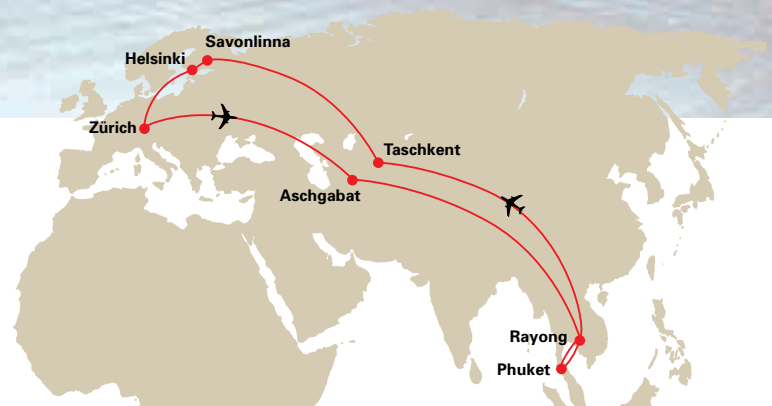 Savonlinna
Helsinki
Zürich
Taschkent
Aschgabat
Rayong
Phuket